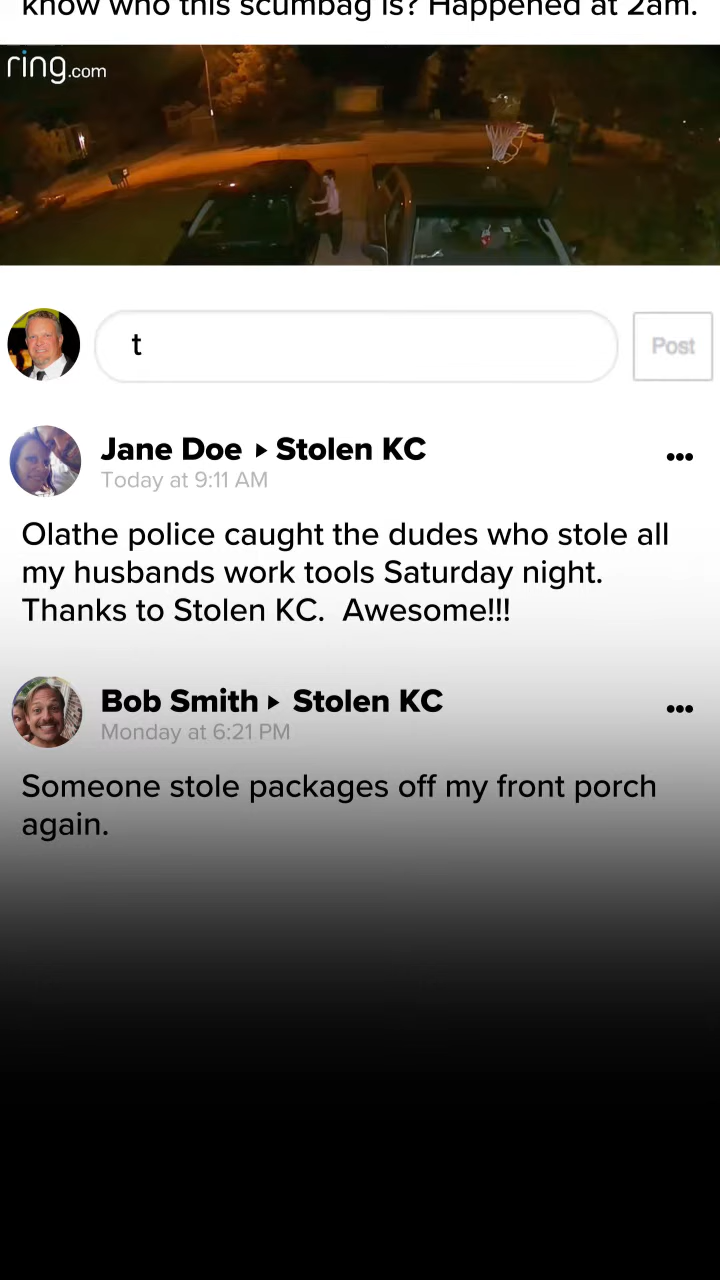 know who this scumbag is? Happened at 2am.
ring.com
t
Post
Jane Doe ▸ Stolen KC
Today at 9:11 AM
•••
Olathe police caught the dudes who stole all
my husbands work tools Saturday night.
Thanks to Stolen KC.  Awesome!!!
Bob Smith ▸ Stolen KC
Monday at 6:21 PM
•••
Someone stole packages off my front porch
again.